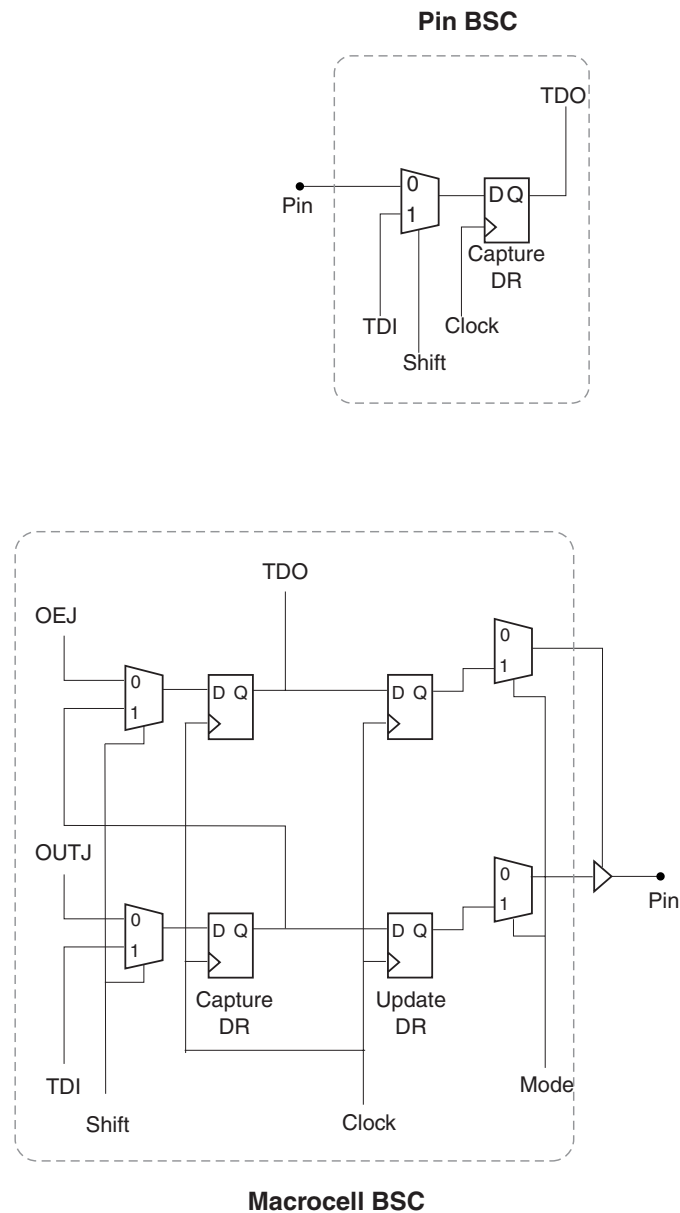 Pin BSC
TDO
0
Pin
1
D Q
Capture
DR
TDI
Clock
Shift
TDO
OEJ
0
1
D Q
D Q
0
1
OUTJ
0
1
D Q
D Q
0
1
Pin
Capture
DR
Update
DR
TDI
Mode
Shift
Clock
Macrocell BSC